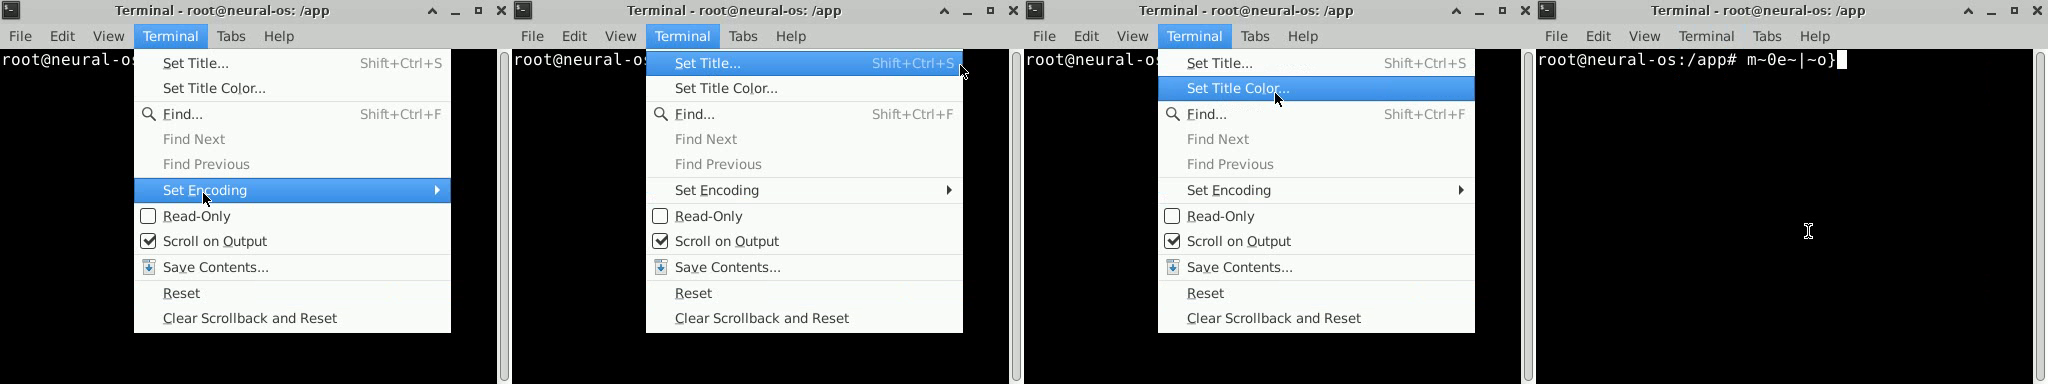 Terminal - root@neural-os: /app
File Edit View Terminal Tabs Help
root@neural-os
Set Title... Shift+Ctrl+S
Set Title Color...
Find... Shift+Ctrl+F
Find Next
Find Previous
Set Encoding
Read-Only
Scroll on Output
Save Contents...
Reset
Clear Scrollback and Reset
Terminal - root@neural-os: /app
File Edit View Terminal Tabs Help
root@neural-os
Set Title... Shift+Ctrl+S
Set Title Color...
Find... Shift+Ctrl+F
Find Next
Find Previous
Set Encoding
Read-Only
Scroll on Output
Save Contents...
Reset
Clear Scrollback and Reset
Terminal - root@neural-os: /app
File Edit View Terminal Tabs Help
root@neural-os
Set Title... Shift+Ctrl+S
Set Title Color...
Find... Shift+Ctrl+F
Find Next
Find Previous
Set Encoding
Read-Only
Scroll on Output
Save Contents...
Reset
Clear Scrollback and Reset
Terminal - root@neural-os: /app
File Edit View Terminal Tabs Help
root@neural-os:/app# m~0e~|~o}